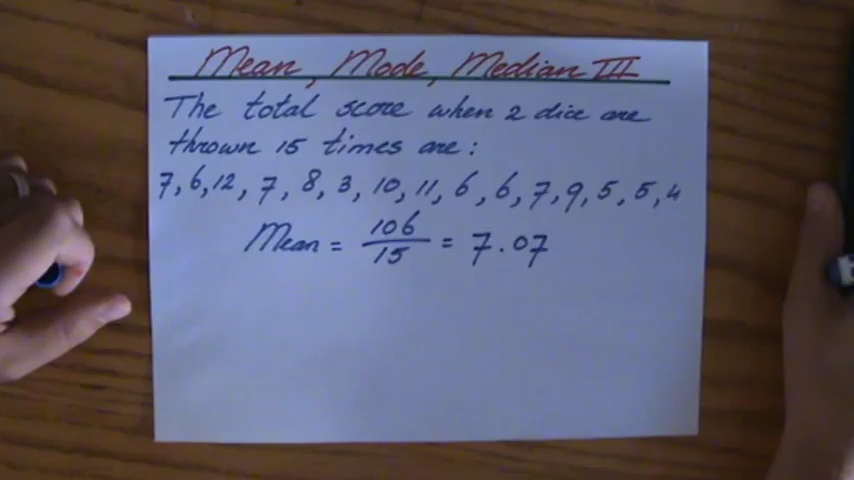 Mean, Mode, Median III
The total score when 2 dice are
thrown 15 times are:
7, 6, 12, 7, 8, 3, 10, 11, 6, 6, 7, 9, 5, 5, 4
Mean = 106/15 = 7.07